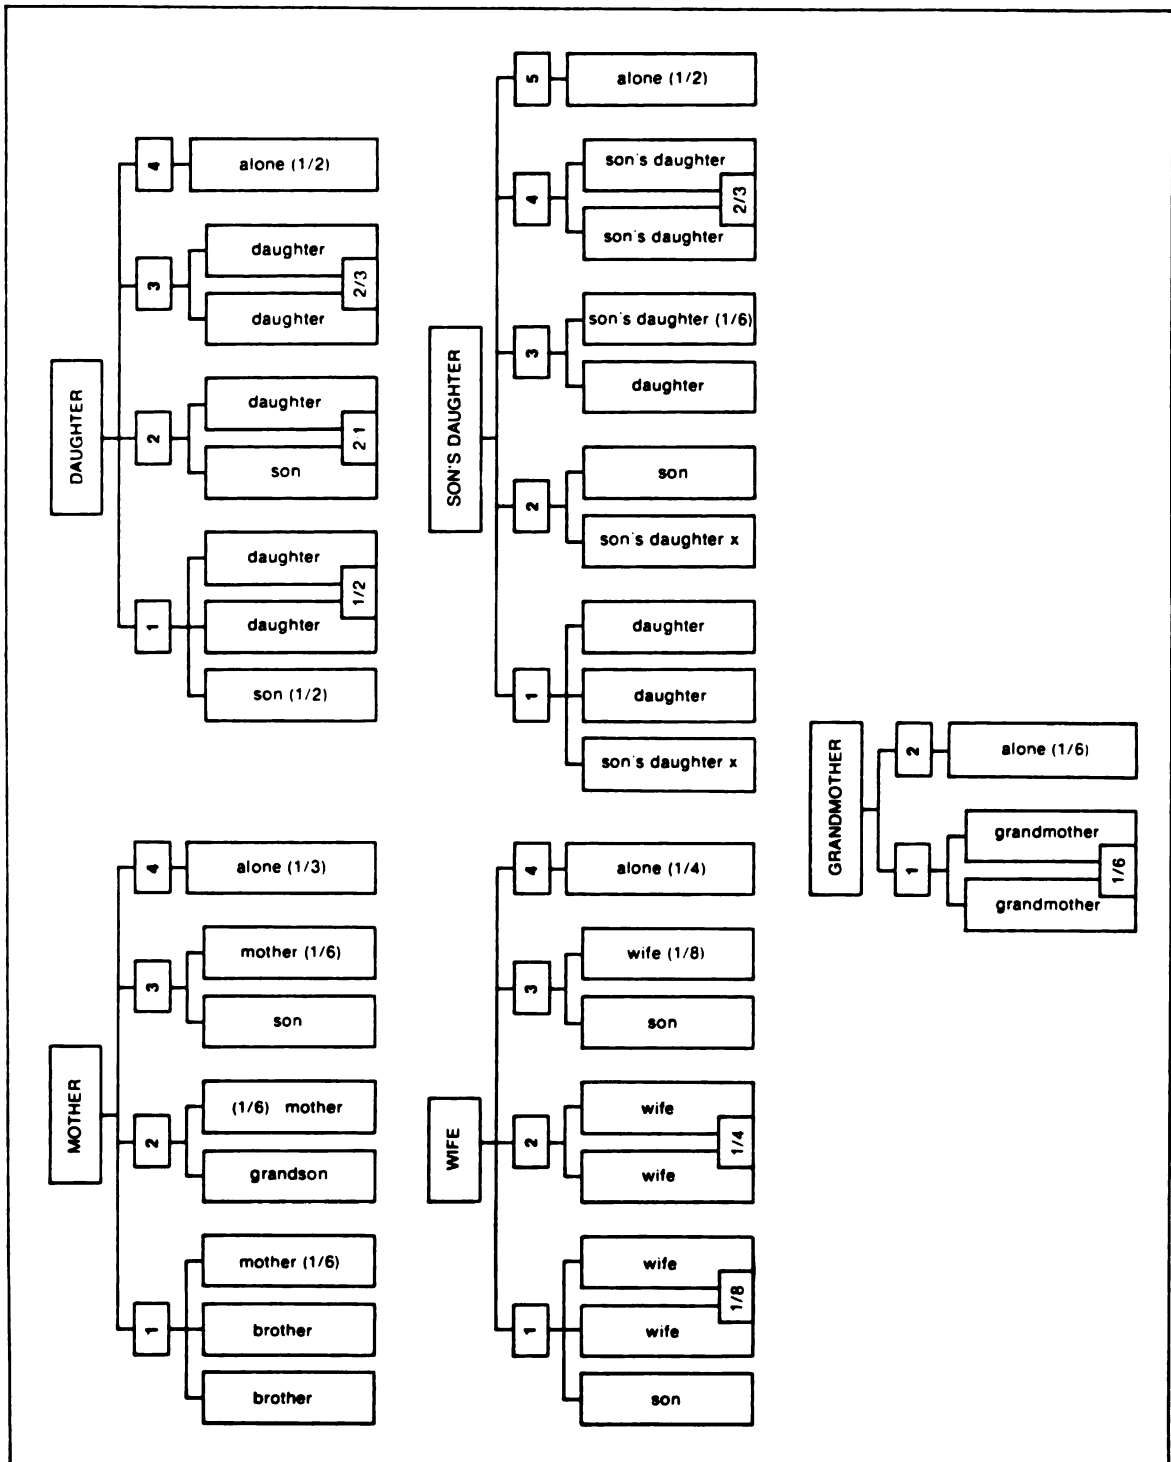 DAUGHTER
1
son (1/2)
daughter
daughter
1/2
2
son
daughter
2:1
3
daughter
daughter
2/3
4
alone (1/2)
SON'S DAUGHTER
1
son's daughter x
daughter
daughter
2
son's daughter x
son
3
daughter
son's daughter (1/6)
4
son's daughter
son's daughter
2/3
5
alone (1/2)
MOTHER
1
brother
brother
mother (1/6)
2
grandson
(1/6) mother
3
son
mother (1/6)
4
alone (1/3)
WIFE
1
son
wife
wife
1/8
2
wife
wife
1/4
3
son
wife (1/8)
4
alone (1/4)
GRANDMOTHER
1
grandmother
grandmother
1/6
2
alone (1/6)